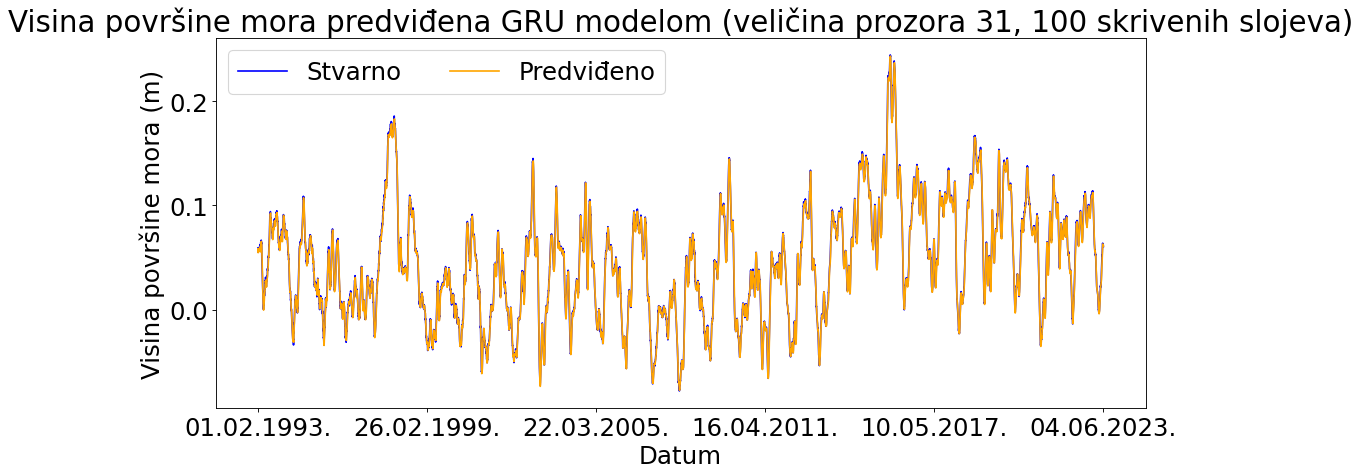 Visina površine mora predviđena GRU modelom (veličina prozora 31, 100 skrivenih slojeva)
Stvarno Predviđeno
Visina površine mora (m)
0.2
0.1
0.0
01.02.1993. 26.02.1999. 22.03.2005. 16.04.2011. 10.05.2017. 04.06.2023.
Datum